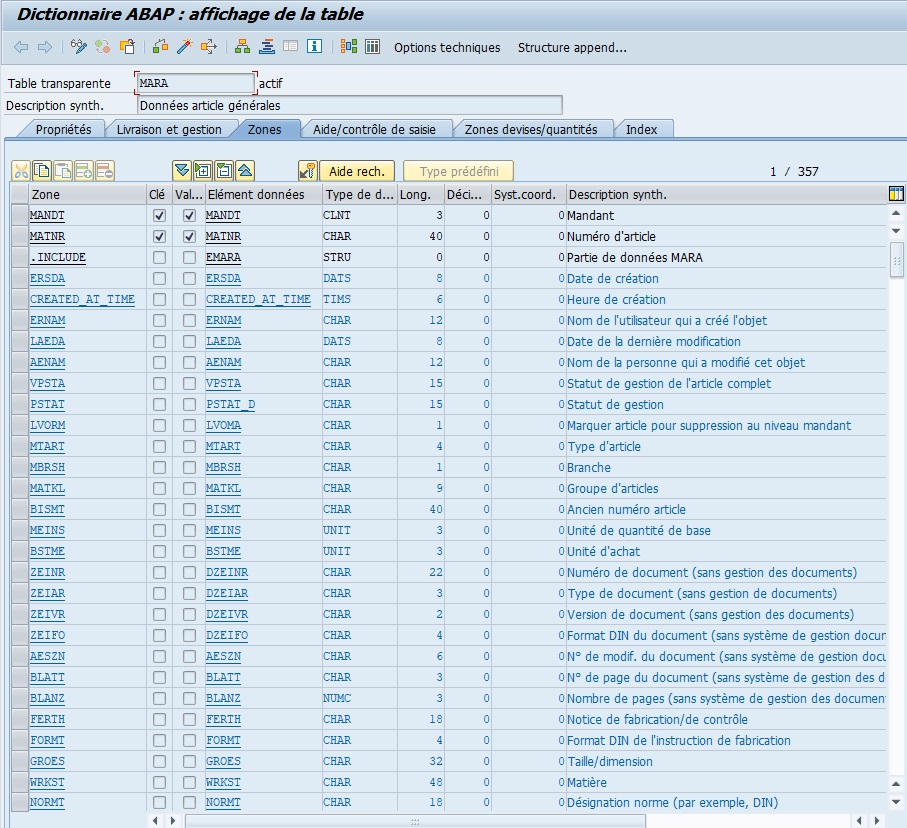 Dictionnaire ABAP : affichage de la table
Options techniques Structure append...
Table transparente MARA actif
Description synth. Données article générales
Propriétés Livraison et gestion Zones Aide/contrôle de saisie Zones devises/quantités Index
Aide rech. Type prédéfini 1 / 357
Zone Clé Val... Elément données Type de d... Long. Déci... Syst.coord. Description synth.
MANDT MANDT CLNT 3 0 0 Mandant
MATNR MATNR CHAR 40 0 0 Numéro d'article
.INCLUDE EMARA STRU 0 0 0 Partie de données MARA
ERSDA ERSDA DATS 8 0 0 Date de création
CREATED_AT_TIME CREATED_AT_TIME TIMS 6 0 0 Heure de création
ERNAM ERNAM CHAR 12 0 0 Nom de l'utilisateur qui a créé l'objet
LAEDA LAEDA DATS 8 0 0 Date de la dernière modification
AENAM AENAM CHAR 12 0 0 Nom de la personne qui a modifié cet objet
VPSTA VPSTA CHAR 15 0 0 Statut de gestion de l'article complet
PSTAT PSTAT_D CHAR 15 0 0 Statut de gestion
LVORM LVOMA CHAR 1 0 0 Marquer article pour suppression au niveau mandant
MTART MTART CHAR 4 0 0 Type d'article
MBRSH MBRSH CHAR 1 0 0 Branche
MATKL MATKL CHAR 9 0 0 Groupe d'articles
BISMT BISMT CHAR 40 0 0 Ancien numéro article
MEINS MEINS UNIT 3 0 0 Unité de quantité de base
BSTME BSTME UNIT 3 0 0 Unité d'achat
ZEINR DZEINR CHAR 22 0 0 Numéro de document (sans gestion des documents)
ZEIAR DZEIAR CHAR 3 0 0 Type de document (sans gestion des documents)
ZEIVR DZEIVR CHAR 2 0 0 Version de document (sans gestion des documents)
ZEIFO DZEIFO CHAR 4 0 0 Format DIN du document (sans système de gestion docur
AESZN AESZN CHAR 6 0 0 N° de modif. du document (sans système de gestion docu
BLATT BLATT CHAR 3 0 0 N° de page du document (sans système de gestion des d
BLANZ BLANZ NUMC 3 0 0 Nombre de pages (sans système de gestion des documen
FERTH FERTH CHAR 18 0 0 Notice de fabrication/de contrôle
FORMT FORMT CHAR 4 0 0 Format DIN de l'instruction de fabrication
GROES GROES CHAR 32 0 0 Taille/dimension
WRKST WRKST CHAR 48 0 0 Matière
NORMT NORMT CHAR 18 0 0 Désignation norme (par exemple, DIN)